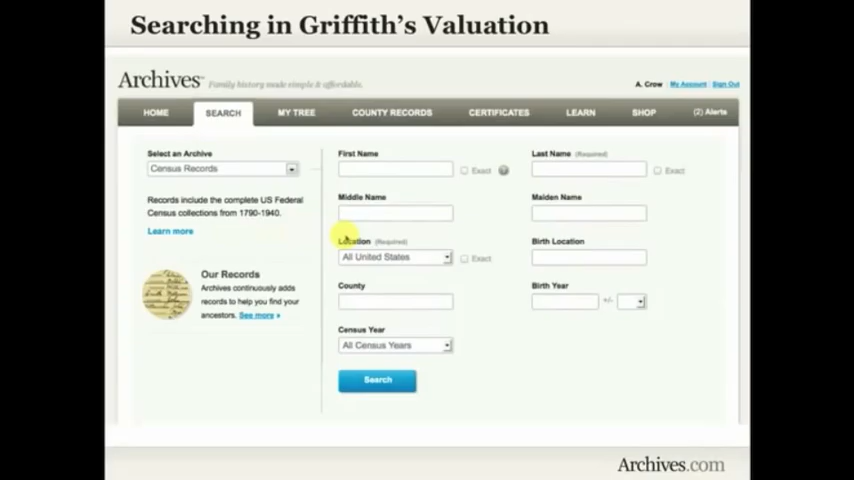 Searching in Griffith's Valuation
Archives™ Family history made simple & affordable.
A. Crow | My Account | Sign Out
HOME SEARCH MY TREE COUNTY RECORDS CERTIFICATES LEARN SHOP (2) Alerts
Select an Archive
Census Records
Records include the complete US Federal
Census collections from 1790-1940.
Learn more
Our Records
Archives continuously adds
records to help you find your
ancestors. See more »
First Name
Exact ?
Last Name (Required)
Exact
Middle Name
Maiden Name
Location (Required)
All United States
Exact
Birth Location
County
Birth Year
+/-
Census Year
All Census Years
Search
Archives.com